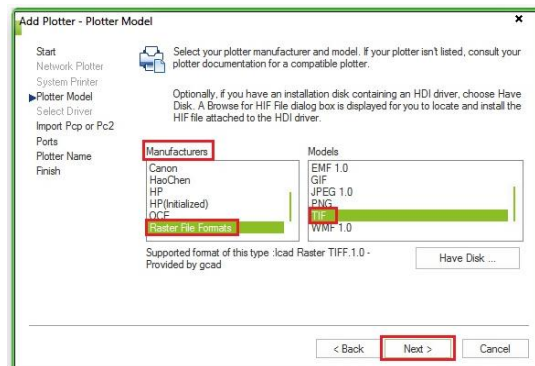 Add Plotter - Plotter Model
Start
Network Plotter
System Printer
Plotter Model
Select Driver
Import Pcp or Pc2
Ports
Plotter Name
Finish
Select your plotter manufacturer and model. If your plotter isn't listed, consult your
plotter documentation for a compatible plotter.
Optionally, if you have an installation disk containing an HDI driver, choose Have
Disk. A Browse for HIF File dialog box is displayed for you to locate and install the
HIF file attached to the HDI driver.
Manufacturers
Canon
HaoChen
HP
HP(Initialized)
OCE
Raster File Formats
Models
EMF 1.0
GIF
JPEG 1.0
PNG
TIF
WMF 1.0
Supported format of this type :Icad Raster TIFF.1.0 -
Provided by gcad
Have Disk ...
< Back
Next >
Cancel